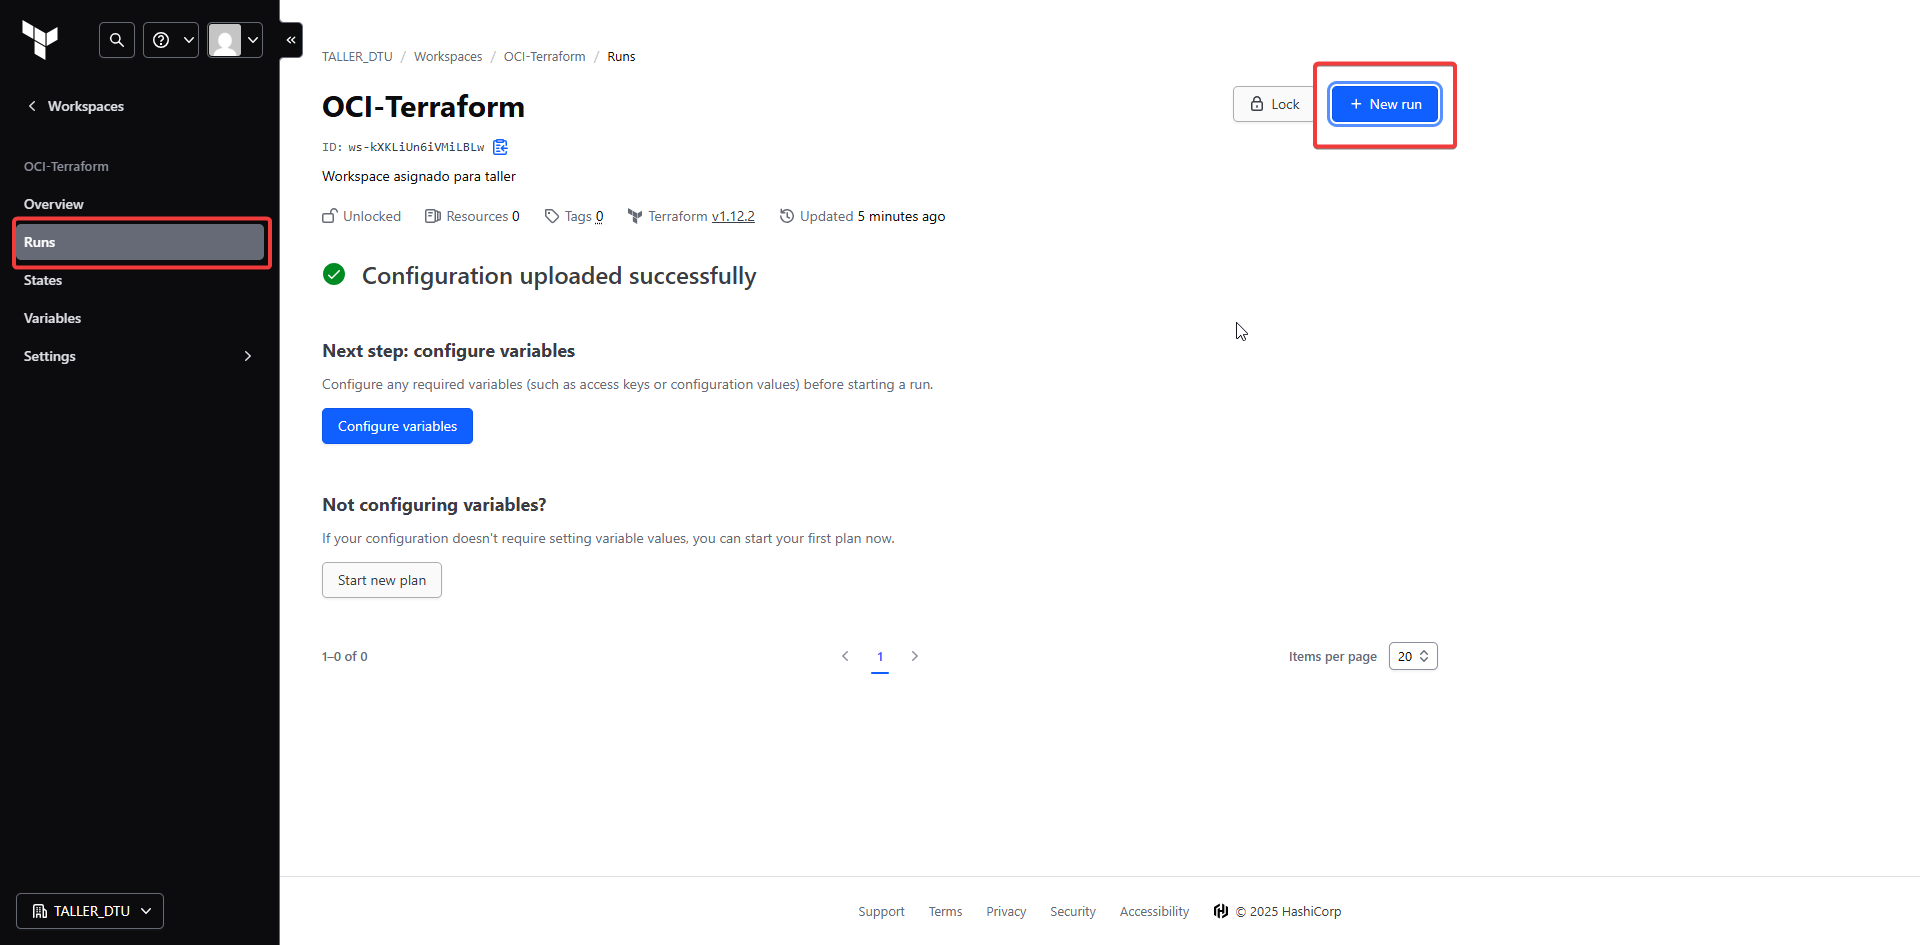 Workspaces
OCI-Terraform
Overview
Runs
States
Variables
Settings
TALLER_DTU
TALLER_DTU / Workspaces / OCI-Terraform / Runs
OCI-Terraform
Lock
+ New run
ID: ws-kXKLiUn6iVMiLBLw
Workspace asignado para taller
Unlocked Resources 0 Tags 0 Terraform v1.12.2 Updated 5 minutes ago
Configuration uploaded successfully
Next step: configure variables
Configure any required variables (such as access keys or configuration values) before starting a run.
Configure variables
Not configuring variables?
If your configuration doesn't require setting variable values, you can start your first plan now.
Start new plan
1–0 of 0
1
Items per page 20
Support Terms Privacy Security Accessibility © 2025 HashiCorp